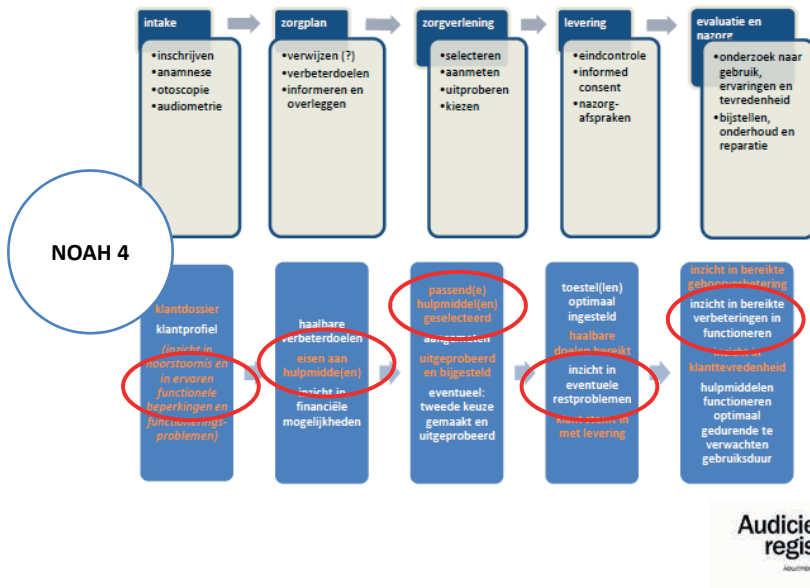 intake
•inschrijven
•anamnese
•otoscopie
•audiometrie
zorgplan
•verwijzen (?)
•verbeterdoelen
•informeren en
overleggen
zorgverlening
•selecteren
•aanmeten
•uitproberen
•kiezen
levering
•eindcontrole
•informed
consent
•nazorg-
afspraken
evaluatie en
nazorg
•onderzoek naar
gebruik,
ervaringen en
tevredenheid
•bijstellen,
onderhoud en
reparatie
NOAH 4
klantdossier
klantprofiel
(inzicht in
hoorstoornis en
in ervaren
functionele
beperkingen en
functionerings-
problemen)
haalbare
verbeterdoelen
eisen aan
hulpmidde(en)
inzicht in
financiële
mogelijkheden
passend(e)
hulpmiddel(en)
geselecteerd
aangemeten
uitgeprobeerd
en bijgesteld
eventueel:
tweede keuze
gemaakt en
uitgeprobeerd
toestel(len)
optimaal
ingesteld
haalbare
doelen bereikt
inzicht in
eventuele
restproblemen
klant stemt in
met levering
inzicht in bereikte
gehoorverbetering
inzicht in bereikte
verbeteringen in
functioneren
inzicht in
klanttevredenheid
hulpmiddelen
functioneren
optimaal
gedurende te
verwachten
gebruiksduur
Audicie
regis